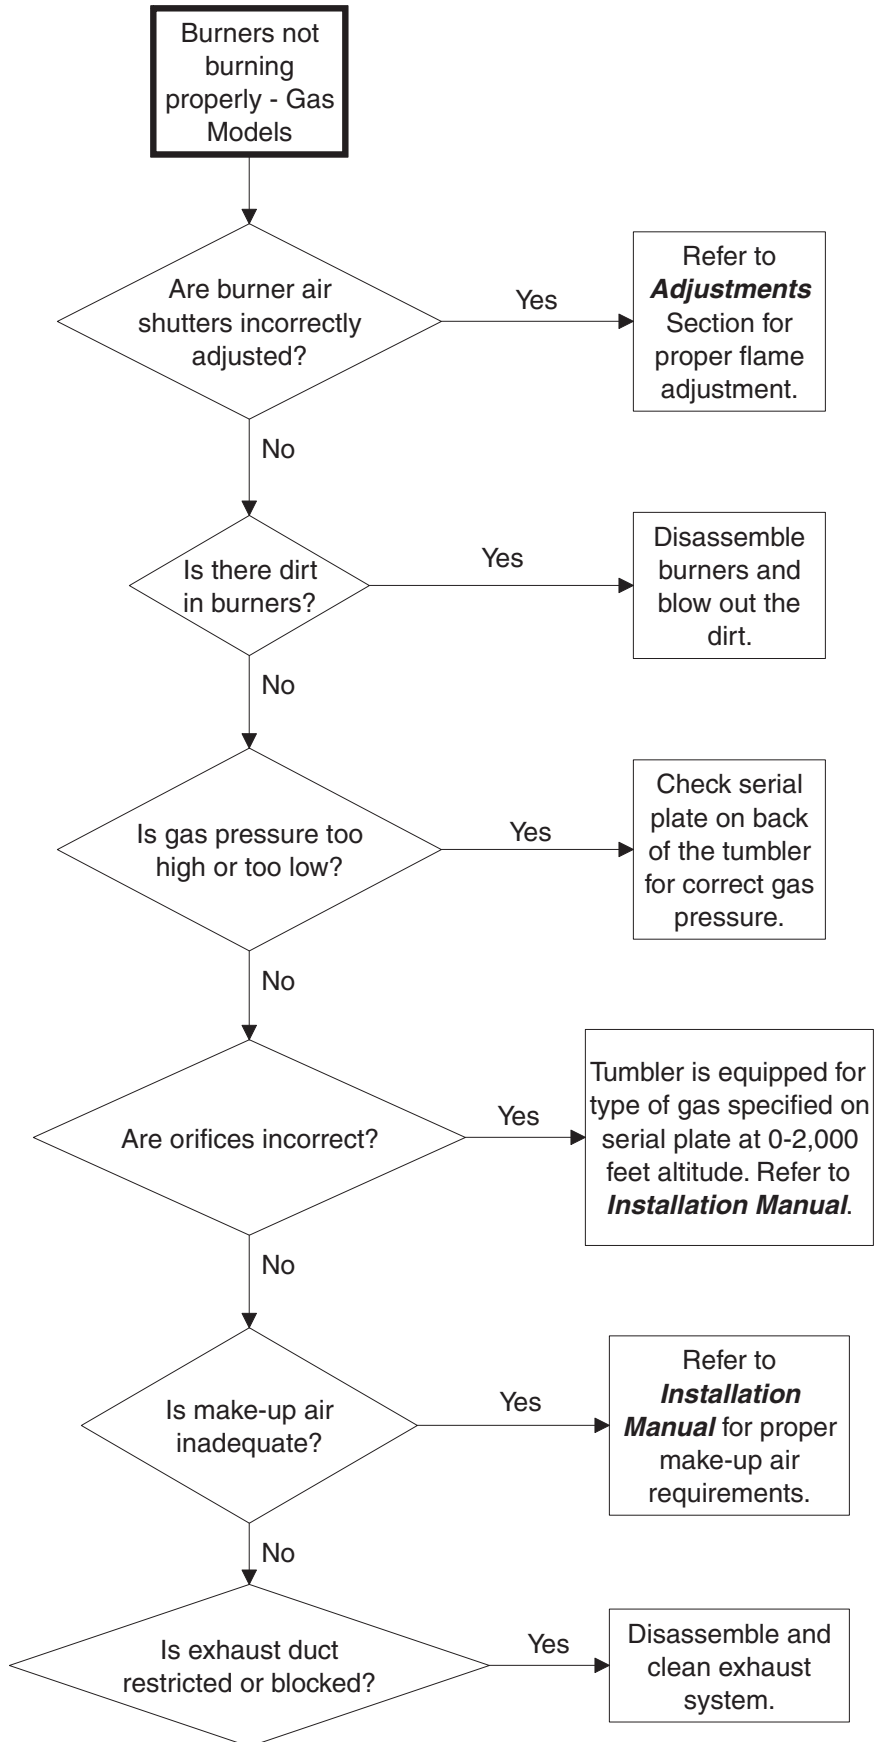 Burners not
burning
properly - Gas
Models
Are burner air
shutters incorrectly
adjusted?
Yes
Refer to
Adjustments
Section for
proper flame
adjustment.
No
Is there dirt
in burners?
Yes
Disassemble
burners and
blow out the
dirt.
No
Is gas pressure too
high or too low?
Yes
Check serial
plate on back
of the tumbler
for correct gas
pressure.
No
Are orifices incorrect?
Yes
Tumbler is equipped for
type of gas specified on
serial plate at 0-2,000
feet altitude. Refer to
Installation Manual.
No
Is make-up air
inadequate?
Yes
Refer to
Installation
Manual for proper
make-up air
requirements.
No
Is exhaust duct
restricted or blocked?
Yes
Disassemble and
clean exhaust
system.